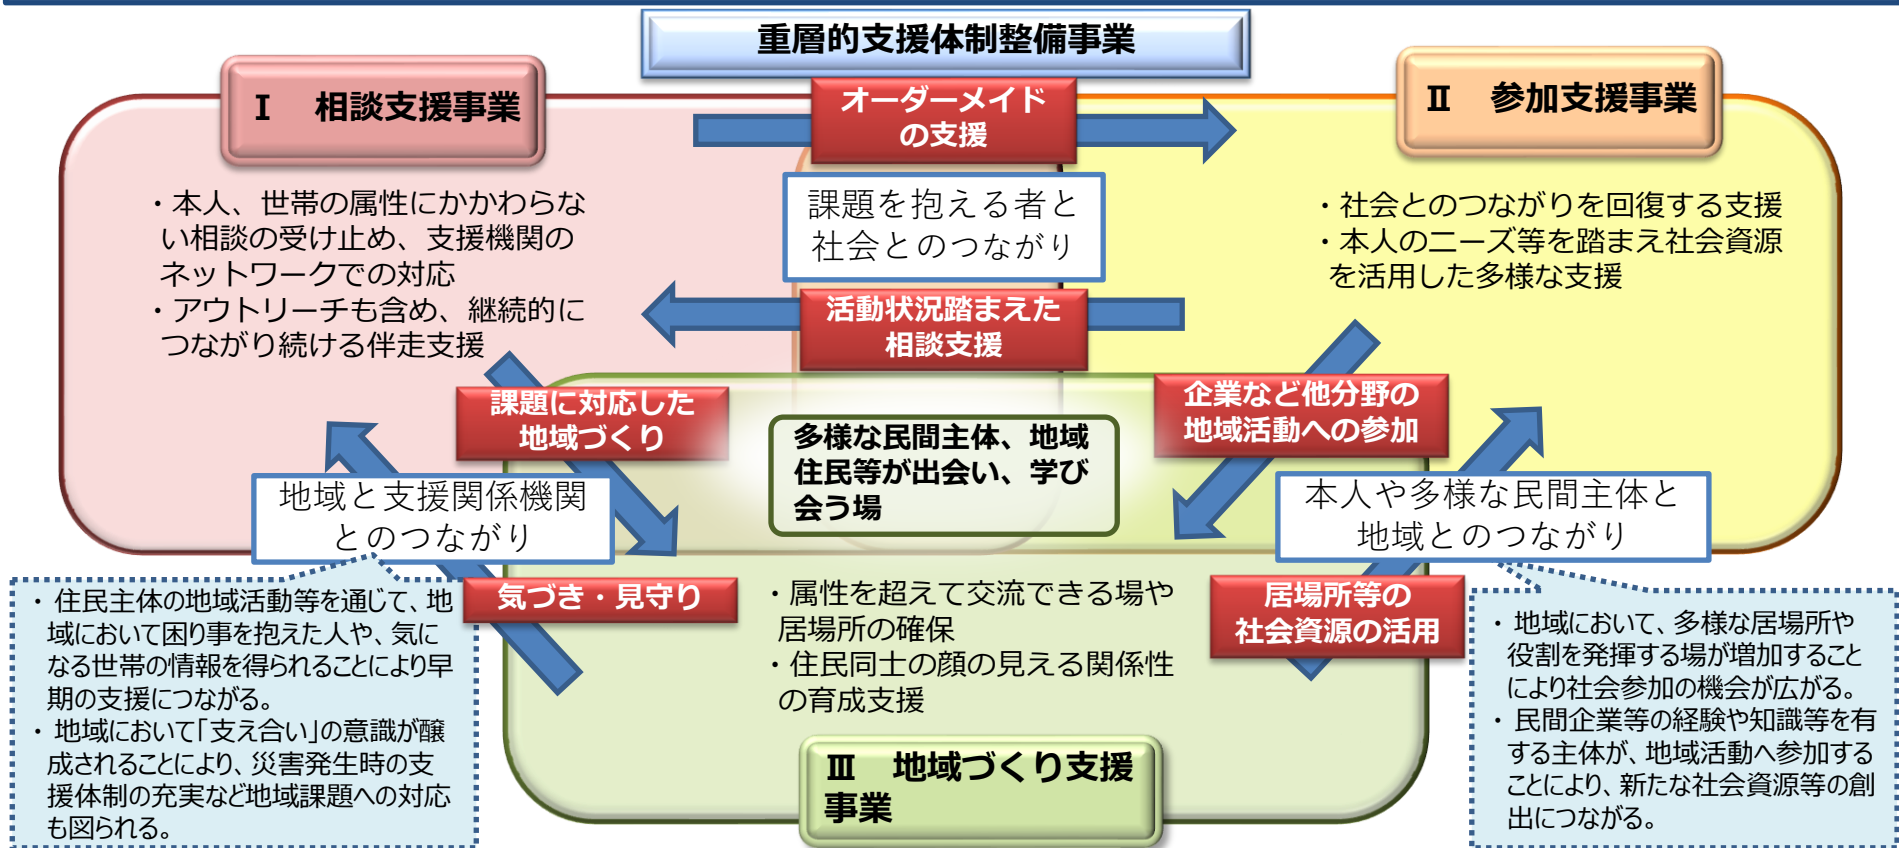 重層的支援体制整備事業
Ⅰ　相談支援事業
Ⅱ　参加支援事業
オーダーメイド
の支援
・本人、世帯の属性にかかわらな
い相談の受け止め、支援機関の
ネットワークでの対応
・アウトリーチも含め、継続的に
つながり続ける伴走支援
課題を抱える者と
社会とのつながり
・社会とのつながりを回復する支援
・本人のニーズ等を踏まえ社会資源
を活用した多様な支援
活動状況踏まえた
相談支援
課題に対応した
地域づくり
多様な民間主体、地域
住民等が出会い、学び
会う場
企業など他分野の
地域活動への参加
地域と支援関係機関
とのつながり
本人や多様な民間主体と
地域とのつながり
気づき・見守り
・属性を超えて交流できる場や
居場所の確保
・住民同士の顔の見える関係性
の育成支援
居場所等の
社会資源の活用
・ 住民主体の地域活動等を通じて、地
域において困り事を抱えた人や、気に
なる世帯の情報を得られることにより早
期の支援につながる。
・ 地域において「支え合い」の意識が醸
成されることにより、災害発生時の支
援体制の充実など地域課題への対応
も図られる。
・ 地域において、多様な居場所や
役割を発揮する場が増加すること
により社会参加の機会が広がる。
・ 民間企業等の経験や知識等を有
する主体が、地域活動へ参加する
ことにより、新たな社会資源等の創
出につながる。
Ⅲ　地域づくり支援
事業